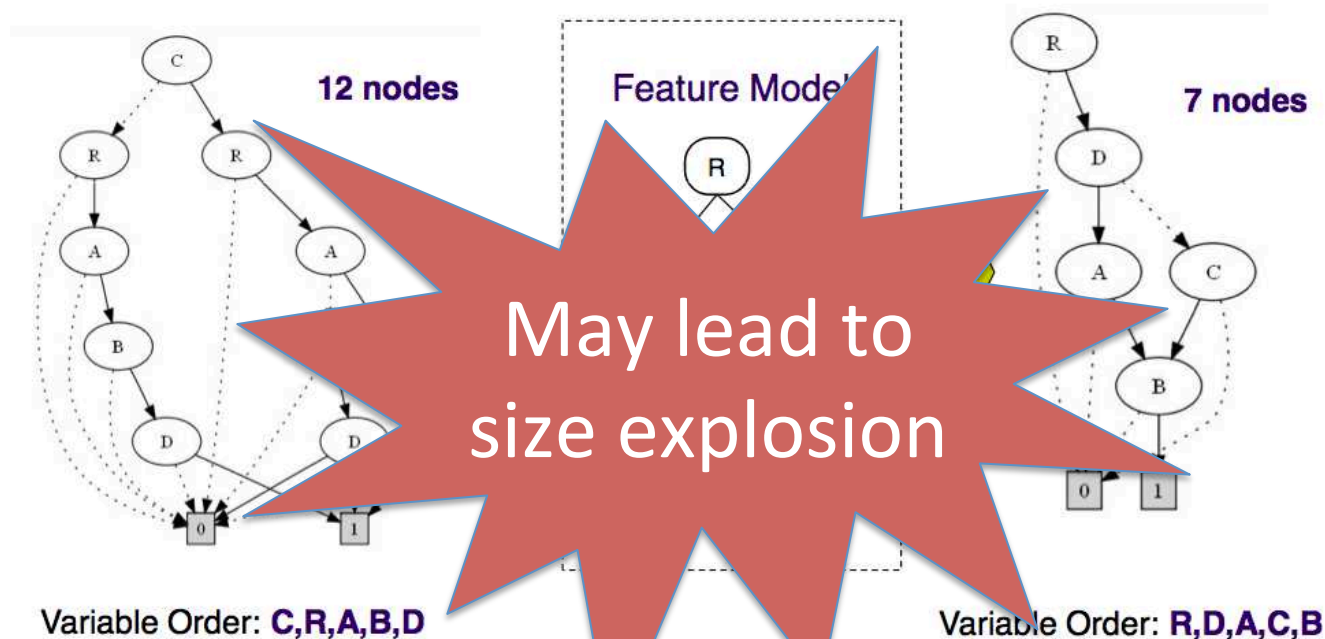 C
12 nodes
R
R
A
A
B
D
D
0
1
Variable Order: C,R,A,B,D
Feature Model
R
May lead to
size explosion
R
7 nodes
D
A
C
B
0
1
Variable Order: R,D,A,C,B